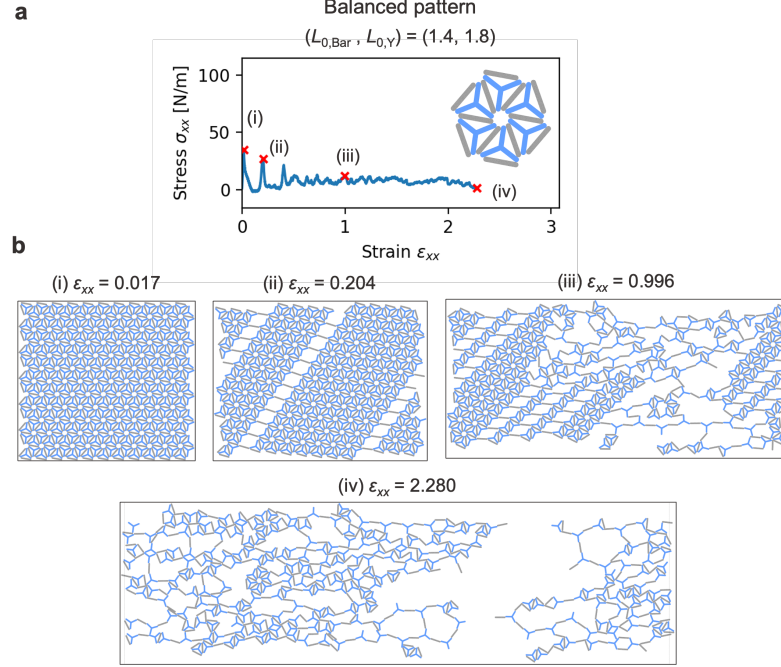 a
Balanced pattern
(L0,Bar , L0,Y) = (1.4, 1.8)
Stress σxx [N/m]
100
50
0
(i)
(ii)
(iii)
(iv)
0 1 2 3
Strain εxx
b
(i) εxx = 0.017
(ii) εxx = 0.204
(iii) εxx = 0.996
(iv) εxx = 2.280